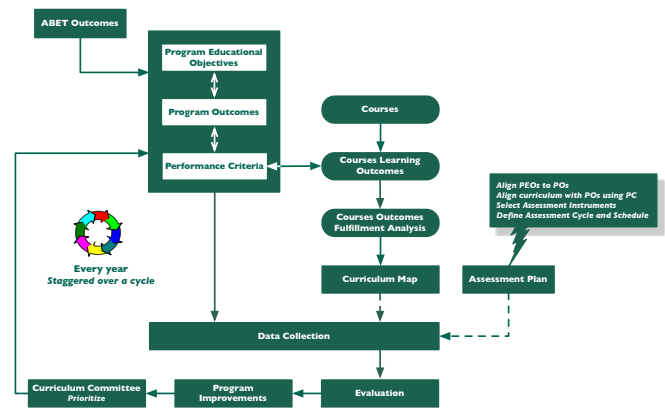 ABET Outcomes
Program Educational
Objectives
Program Outcomes
Performance Criteria
Courses
Courses Learning
Outcomes
Courses Outcomes
Fulfillment Analysis
Curriculum Map
Align PEOs to POs
Align curriculum with POs using PC
Select Assessment Instruments
Define Assessment Cycle and Schedule
Assessment Plan
Every year
Staggered over a cycle
Data Collection
Curriculum Committee
Prioritize
Program
Improvements
Evaluation